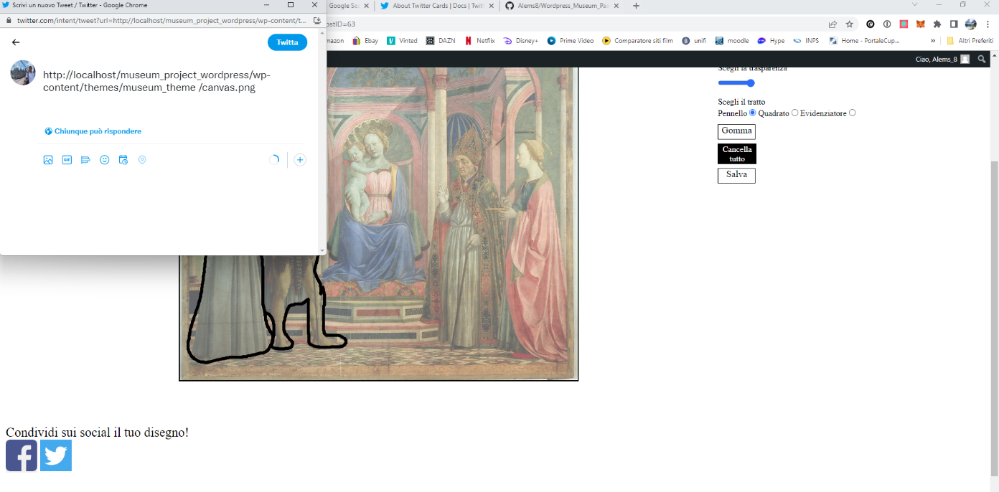 Scrivi un nuovo Tweet / Twitter - Google Chrome
twitter.com/intent/tweet?url=http://localhost/museum_project_wordpress/wp-content/t...
Twitta
http://localhost/museum_project_wordpress/wp-
content/themes/museum_theme /canvas.png
Chiunque può rispondere
GIF
Google Se
About Twitter Cards | Docs | Twitt
Alems8/Wordpress_Museum_Pai
ostID=63
mazon Ebay Vinted DAZN Netflix Disney+ Prime Video Comparatore siti film unifi moodle Hype INPS Home - PortaleCup... » Altri Preferiti
Ciao, Alems_8
Scegli la trasparenza
Scegli il tratto
Pennello Quadrato Evidenziatore
Gomma
Cancella
tutto
Salva
Condividi sui social il tuo disegno!